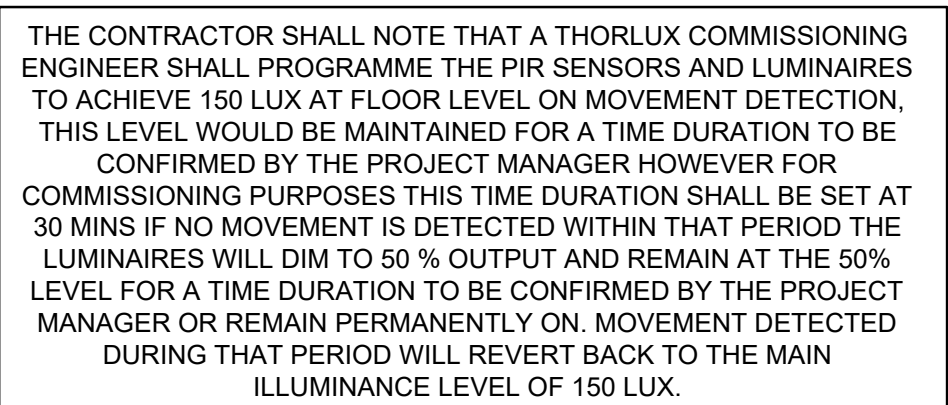 THE CONTRACTOR SHALL NOTE THAT A THORLUX COMMISSIONING
ENGINEER SHALL PROGRAMME THE PIR SENSORS AND LUMINAIRES
TO ACHIEVE 150 LUX AT FLOOR LEVEL ON MOVEMENT DETECTION,
THIS LEVEL WOULD BE MAINTAINED FOR A TIME DURATION TO BE
CONFIRMED BY THE PROJECT MANAGER HOWEVER FOR
COMMISSIONING PURPOSES THIS TIME DURATION SHALL BE SET AT
30 MINS IF NO MOVEMENT IS DETECTED WITHIN THAT PERIOD THE
LUMINAIRES WILL DIM TO 50 % OUTPUT AND REMAIN AT THE 50%
LEVEL FOR A TIME DURATION TO BE CONFIRMED BY THE PROJECT
MANAGER OR REMAIN PERMANENTLY ON. MOVEMENT DETECTED
DURING THAT PERIOD WILL REVERT BACK TO THE MAIN
ILLUMINANCE LEVEL OF 150 LUX.